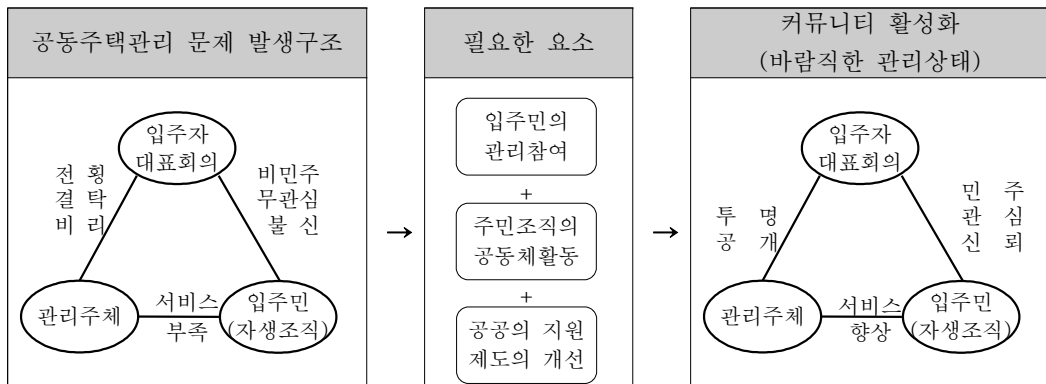 공동주택관리 문제 발생구조
입주자
대표회의
전 횡
결 탁
비 리
비민주
무관심
불 신
관리주체
서비스
부족
입주민
(자생조직)
→
필요한 요소
입주민의
관리참여
+
주민조직의
공동체활동
+
공공의 지원
제도의 개선
→
커뮤니티 활성화
(바람직한 관리상태)
입주자
대표회의
투 명
공 개
민 주
관 심
신 뢰
관리주체
서비스
향상
입주민
(자생조직)